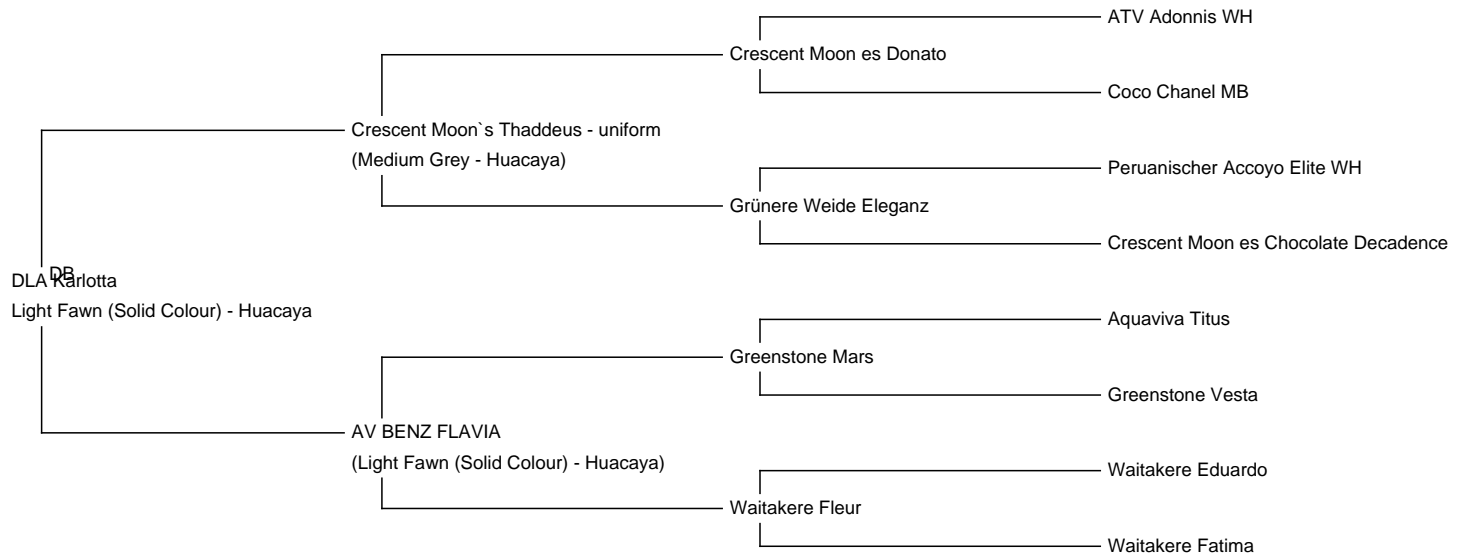 ATV Adonnis WH
Crescent Moon es Donato
Coco Chanel MB
Crescent Moon`s Thaddeus - uniform
(Medium Grey - Huacaya)
Peruanischer Accoyo Elite WH
Grünere Weide Eleganz
Crescent Moon es Chocolate Decadence
DB
DLA Karlotta
Light Fawn (Solid Colour) - Huacaya
Aquaviva Titus
Greenstone Mars
Greenstone Vesta
AV BENZ FLAVIA
(Light Fawn (Solid Colour) - Huacaya)
Waitakere Eduardo
Waitakere Fleur
Waitakere Fatima